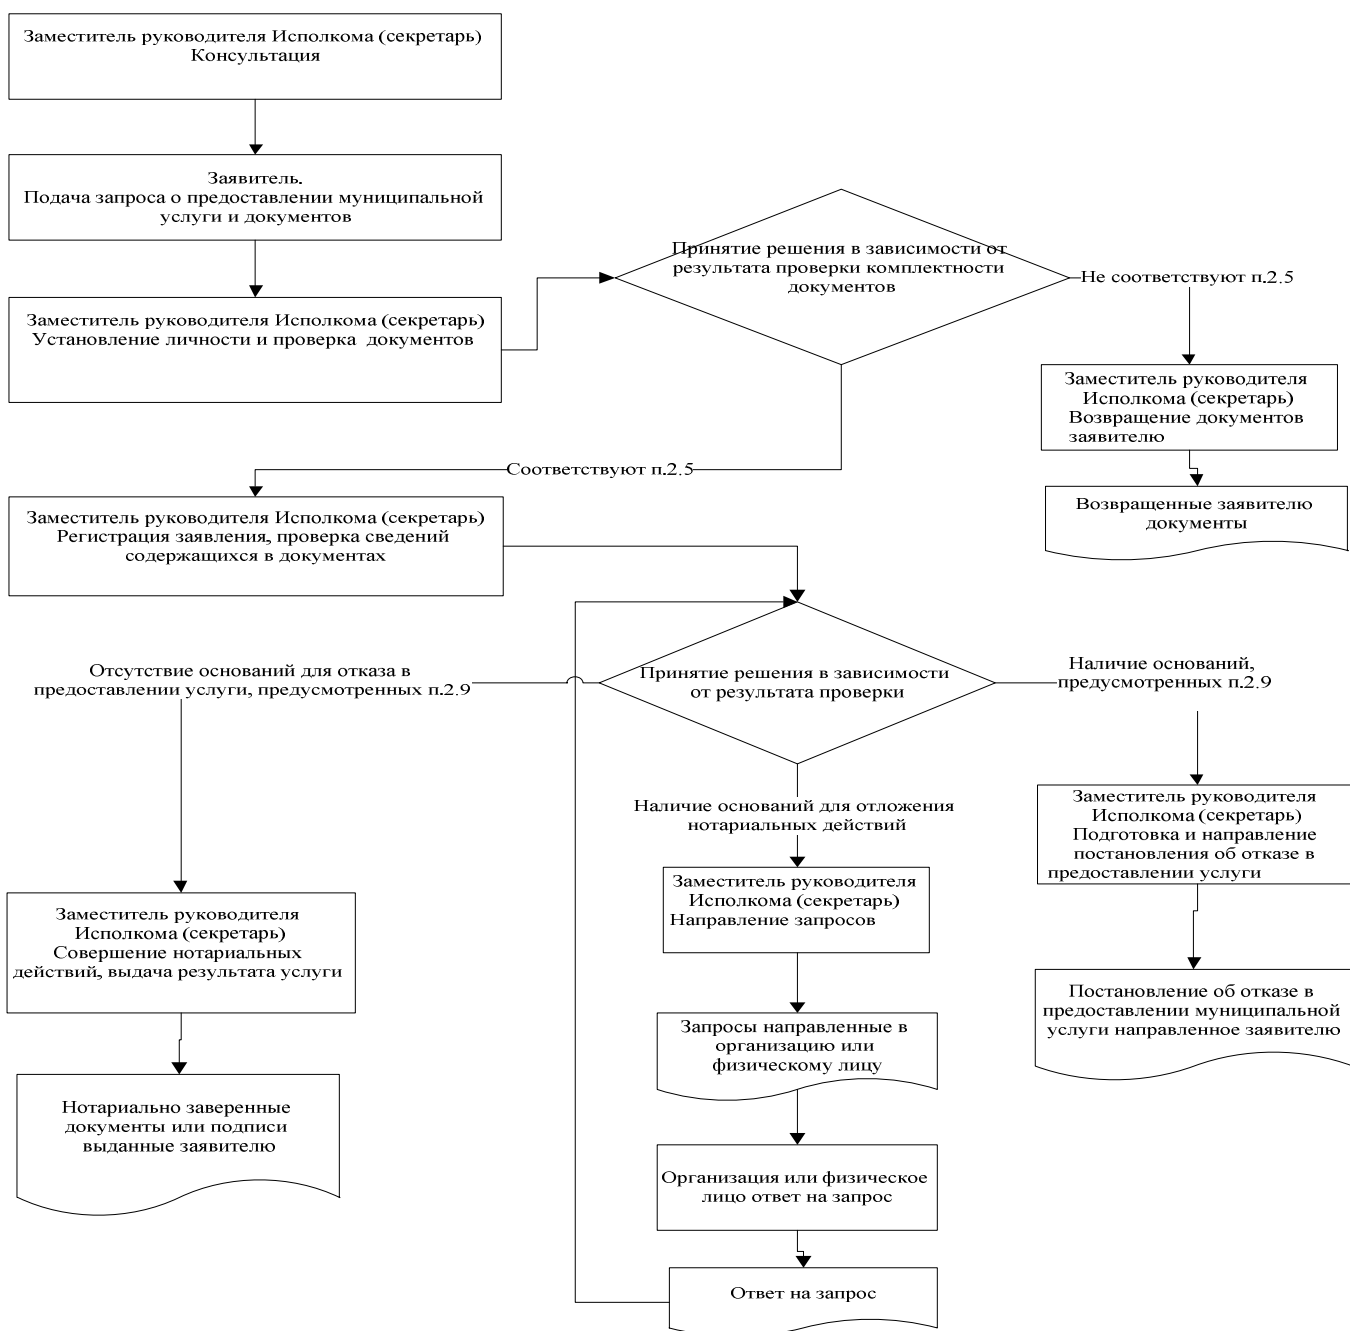 Заместитель руководителя Исполкома (секретарь)
Консультация
Заявитель.
Подача запроса о предоставлении муниципальной
услуги и документов
Заместитель руководителя Исполкома (секретарь)
Установление личности и проверка документов
Принятие решения в зависимости от
результата проверки комплектности
документов
Не соответствуют п.2.5
Заместитель руководителя
Исполкома (секретарь)
Возвращение документов
заявителю
Возвращенные заявителю
документы
Соответствуют п.2.5
Заместитель руководителя Исполкома (секретарь)
Регистрация заявления, проверка сведений
содержащихся в документах
Принятие решения в зависимости
от результата проверки
Отсутствие оснований для отказа в
предоставлении услуги, предусмотренных п.2.9
Заместитель руководителя
Исполкома (секретарь)
Совершение нотариальных
действий, выдача результата услуги
Нотариально заверенные
документы или подписи
выданные заявителю
Наличие оснований для отложения
нотариальных действий
Заместитель руководителя
Исполкома (секретарь)
Направление запросов
Запросы направленные в
организацию или
физическому лицу
Организация или физическое
лицо ответ на запрос
Ответ на запрос
Наличие оснований,
предусмотренных п.2.9
Заместитель руководителя
Исполкома (секретарь)
Подготовка и направление
постановления об отказе в
предоставлении услуги
Постановление об отказе в
предоставлении муниципальной
услуги направленное заявителю